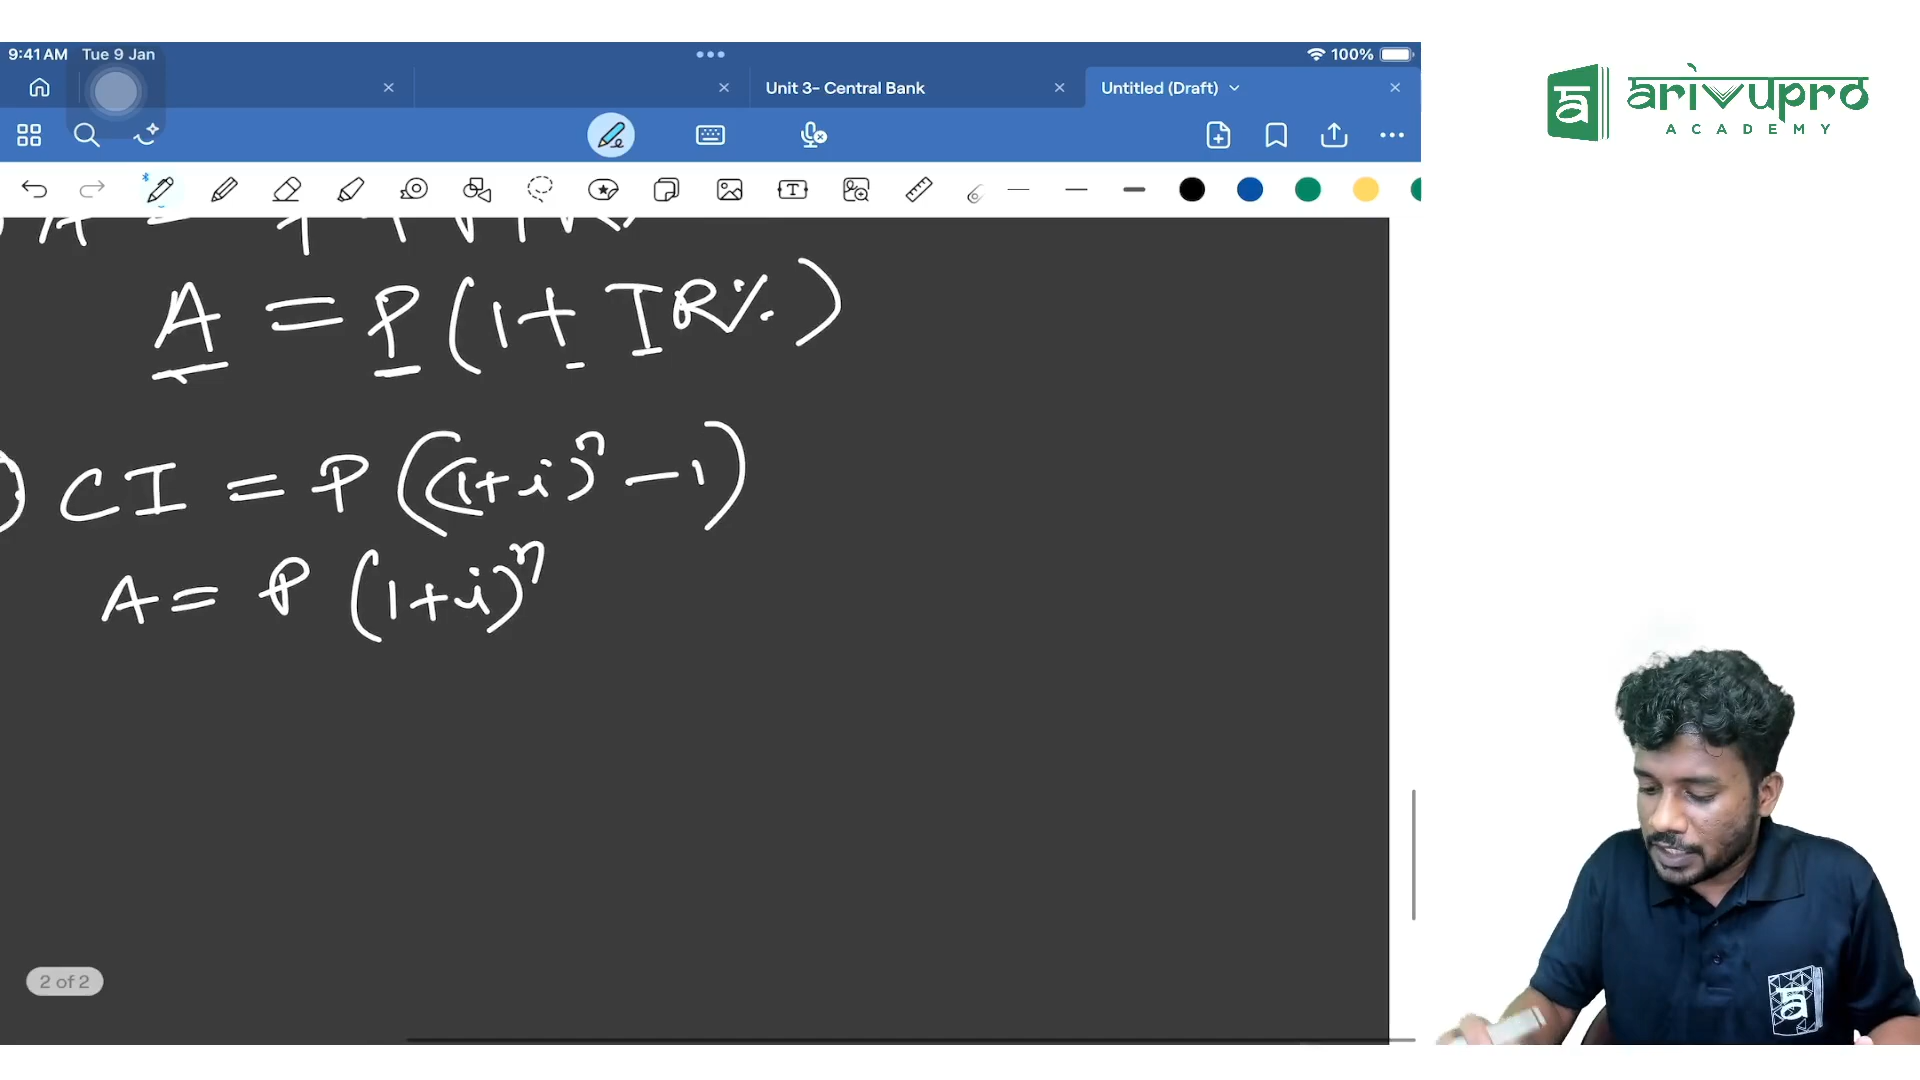 9:41 AM Tue 9 Jan
100%
Unit 3- Central Bank
Untitled (Draft)
arivupro
ACADEMY
A = P (1 + IR%)
CI = P ((1+i)ⁿ - 1)
A = P (1+i)ⁿ
2 of 2